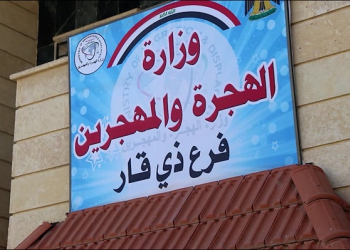 وزارة
الهجرة والمهجرين
فرع ذي قار